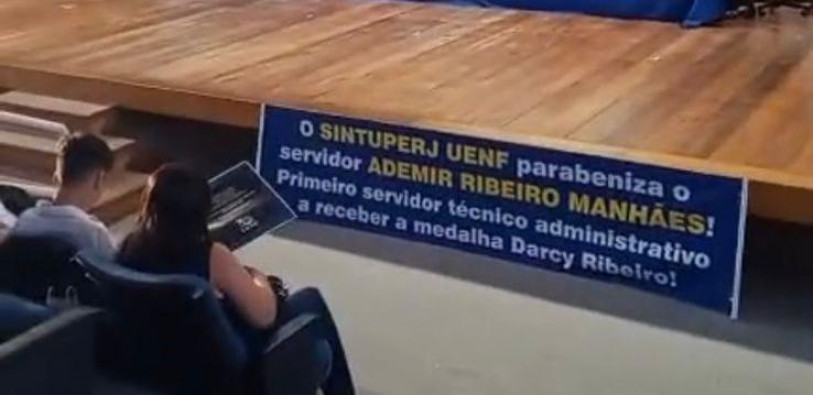 O SINTUPERJ UENF parabeniza o
servidor ADEMIR RIBEIRO MANHÃES!
Primeiro servidor técnico administrativo
a receber a medalha Darcy Ribeiro!